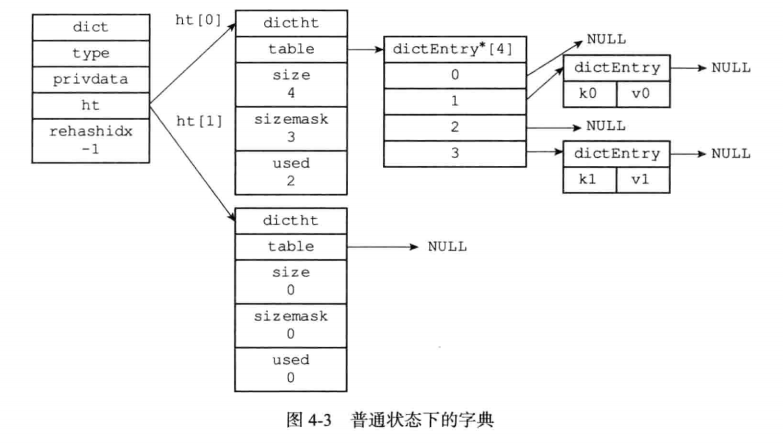 dict
type
privdata
ht
rehashidx
-1
ht[0]
ht[1]
dictht
table
size
4
sizemask
3
used
2
dictEntry*[4]
0
1
2
3
NULL
dictEntry
k0 v0
NULL
NULL
dictEntry
k1 v1
NULL
dictht
table
NULL
size
0
sizemask
0
used
0
图 4-3 普通状态下的字典